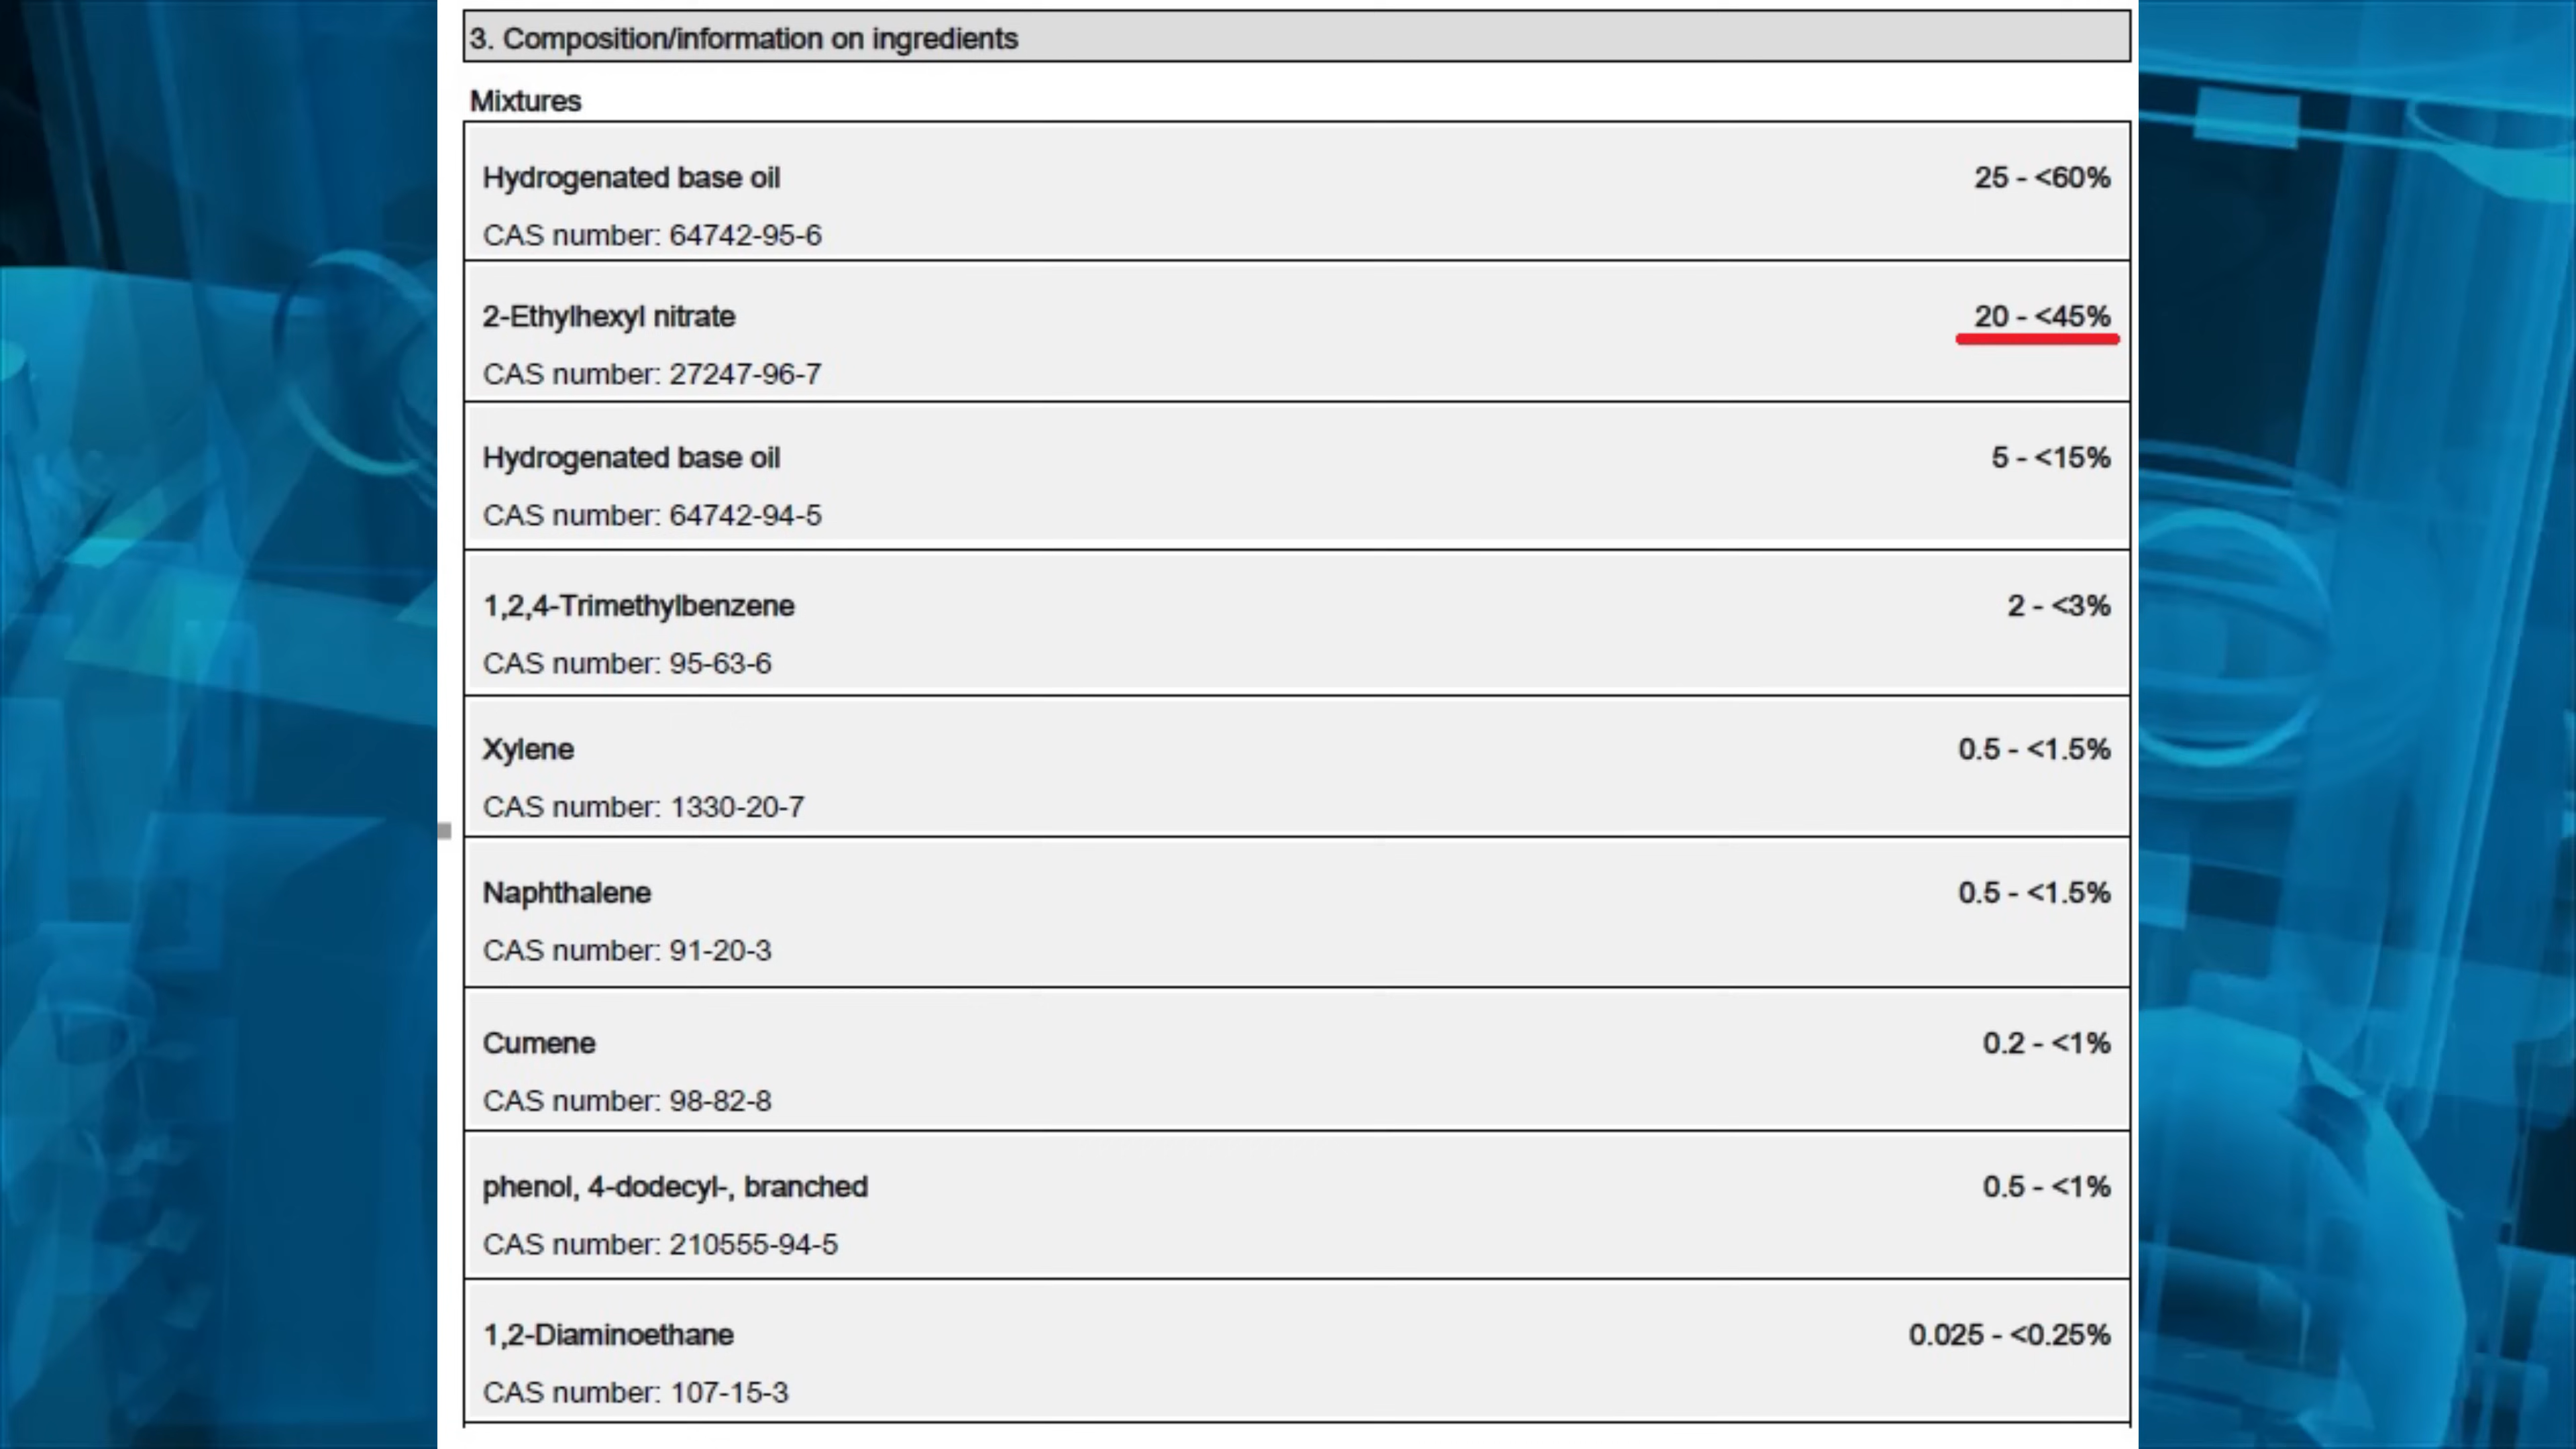 3. Composition/information on ingredients
Mixtures
Hydrogenated base oil 25 - <60%
CAS number: 64742-95-6
2-Ethylhexyl nitrate 20 - <45%
CAS number: 27247-96-7
Hydrogenated base oil 5 - <15%
CAS number: 64742-94-5
1,2,4-Trimethylbenzene 2 - <3%
CAS number: 95-63-6
Xylene 0.5 - <1.5%
CAS number: 1330-20-7
Naphthalene 0.5 - <1.5%
CAS number: 91-20-3
Cumene 0.2 - <1%
CAS number: 98-82-8
phenol, 4-dodecyl-, branched 0.5 - <1%
CAS number: 210555-94-5
1,2-Diaminoethane 0.025 - <0.25%
CAS number: 107-15-3